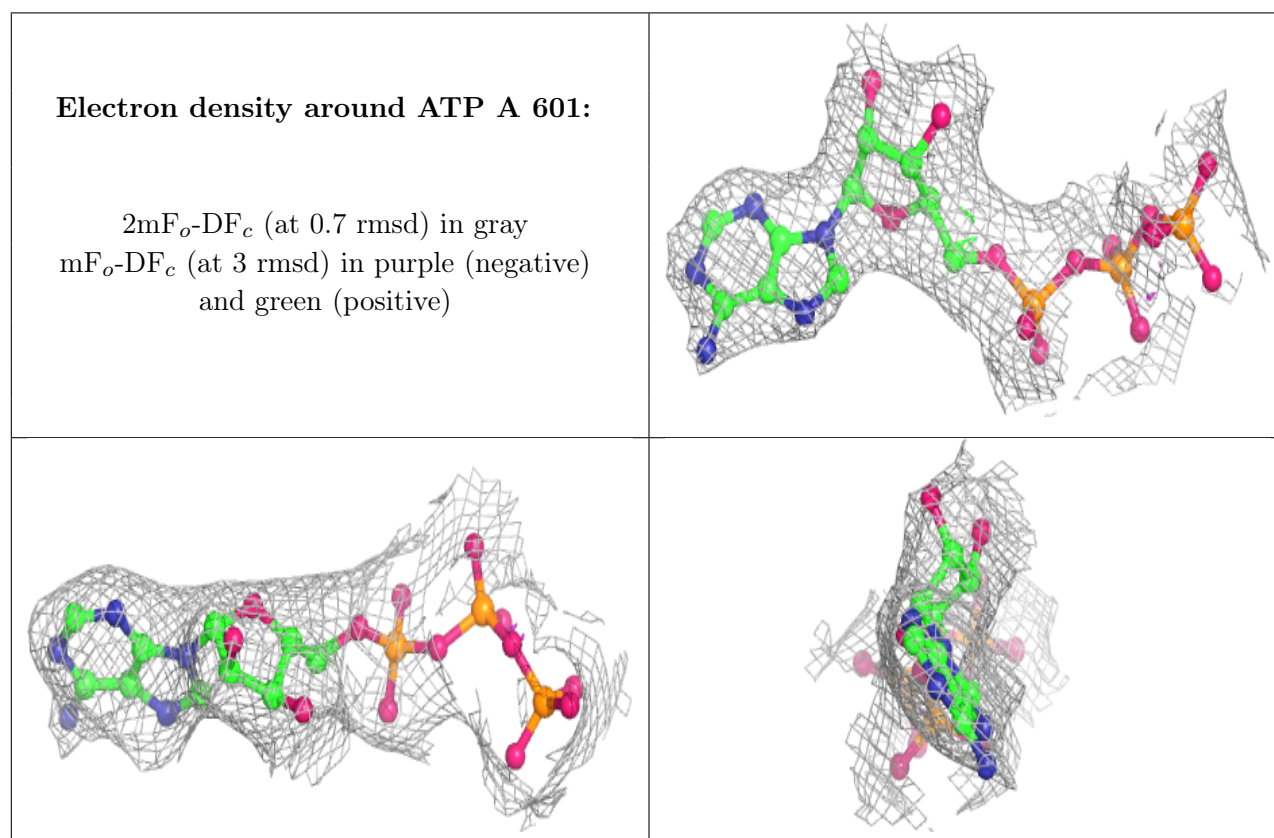 Electron density around ATP A 601:
2mFo-DFc (at 0.7 rmsd) in gray
mFo-DFc (at 3 rmsd) in purple (negative)
and green (positive)